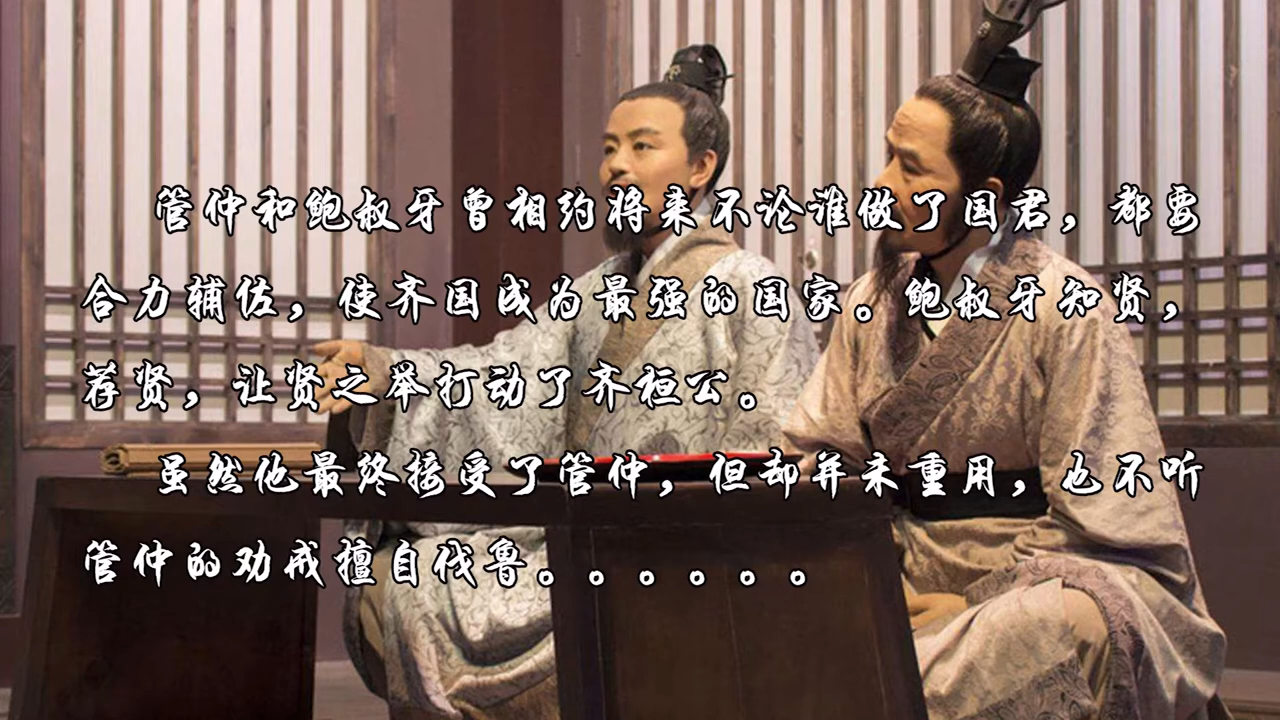 管仲和鲍叔牙曾相约将来不论谁做了国君，都要
合力辅佐，使齐国成为最强的国家。鲍叔牙知贤，
荐贤，让贤之举打动了齐桓公。
虽然他最终接受了管仲，但却并未重用，也不听
管仲的劝戒擅自伐鲁。。。。。。